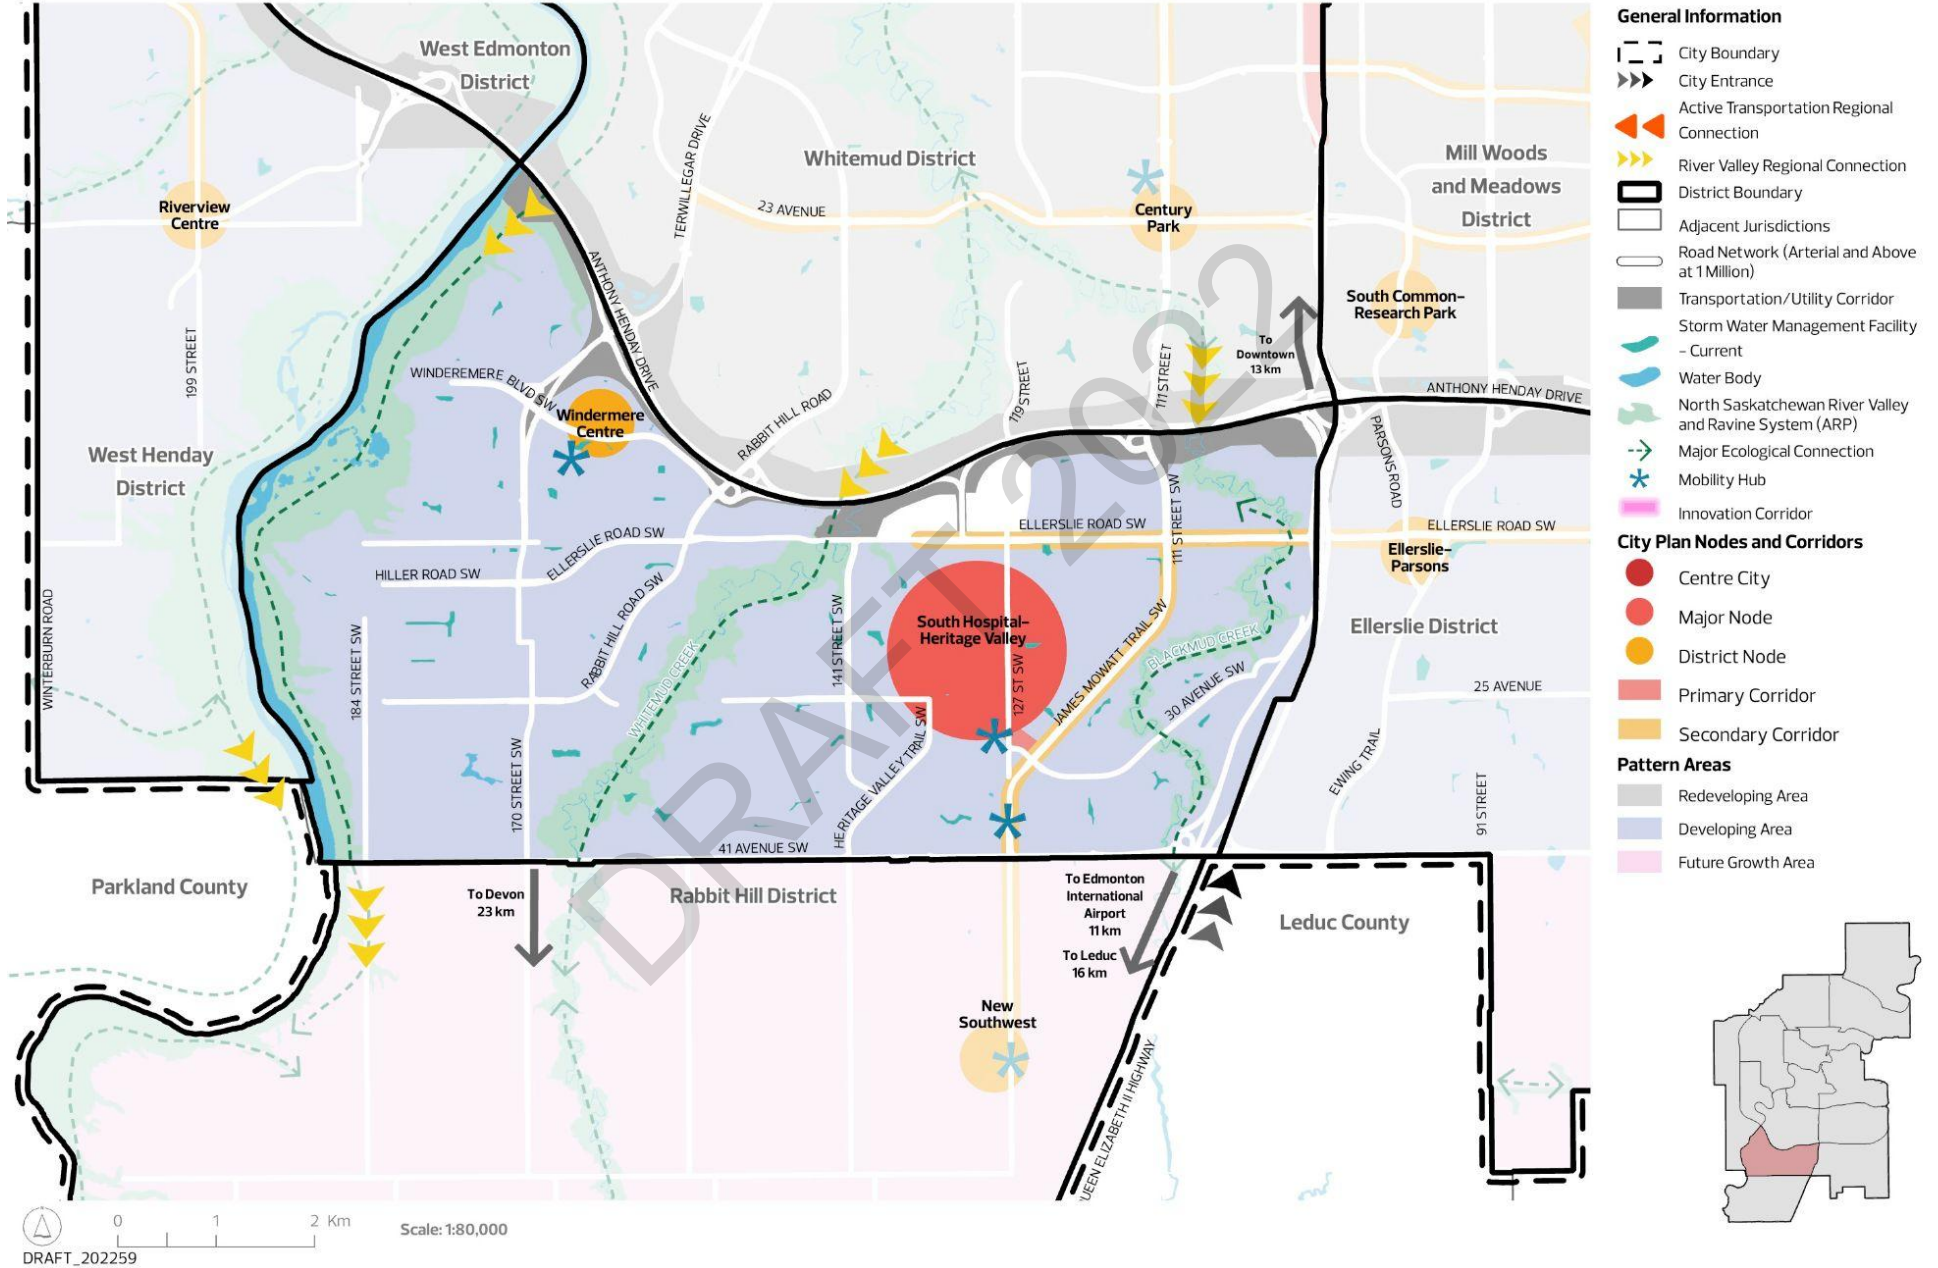 West Edmonton
District
Whitemud District
Mill Woods
and Meadows
District
Riverview
Centre
TERWILLEGAR DRIVE
23 AVENUE
Century
Park
ANTHONY HENDAY DRIVE
South Common-
Research Park
199 STREET
To
Downtown
13 km
111 STREET
119 STREET
WINDEREMERE BLVD SW
ANTHONY HENDAY DRIVE
Windermere
Centre
RABBIT HILL ROAD
PARSONS ROAD
West Henday
District
111 STREET SW
ELLERSLIE ROAD SW
ELLERSLIE ROAD SW
ELLERSLIE ROAD SW
Ellerslie-
Parsons
HILLER ROAD SW
WINTERBURN ROAD
184 STREET SW
RABBIT HILL ROAD SW
RABBIT HILL ROAD SW
WHITEMUD CREEK
141 STREET SW
South Hospital-
Heritage Valley
127 ST SW
JAMES MOWATT TRAIL SW
BLACKMUD CREEK
30 AVENUE SW
Ellerslie District
25 AVENUE
170 STREET SW
HERITAGE VALLEY TRAIL SW
EWING TRAIL
91 STREET
41 AVENUE SW
DRAFT 2022
Parkland County
To Devon
23 km
Rabbit Hill District
To Edmonton
International
Airport
11 km
To Leduc
16 km
Leduc County
New
Southwest
UEEN ELIZABETH II HIGHWAY
0 1 2 Km
Scale: 1:80,000
DRAFT_202259
General Information
City Boundary
City Entrance
Active Transportation Regional
Connection
River Valley Regional Connection
District Boundary
Adjacent Jurisdictions
Road Network (Arterial and Above
at 1 Million)
Transportation/Utility Corridor
Storm Water Management Facility
- Current
Water Body
North Saskatchewan River Valley
and Ravine System (ARP)
Major Ecological Connection
Mobility Hub
Innovation Corridor
City Plan Nodes and Corridors
Centre City
Major Node
District Node
Primary Corridor
Secondary Corridor
Pattern Areas
Redeveloping Area
Developing Area
Future Growth Area